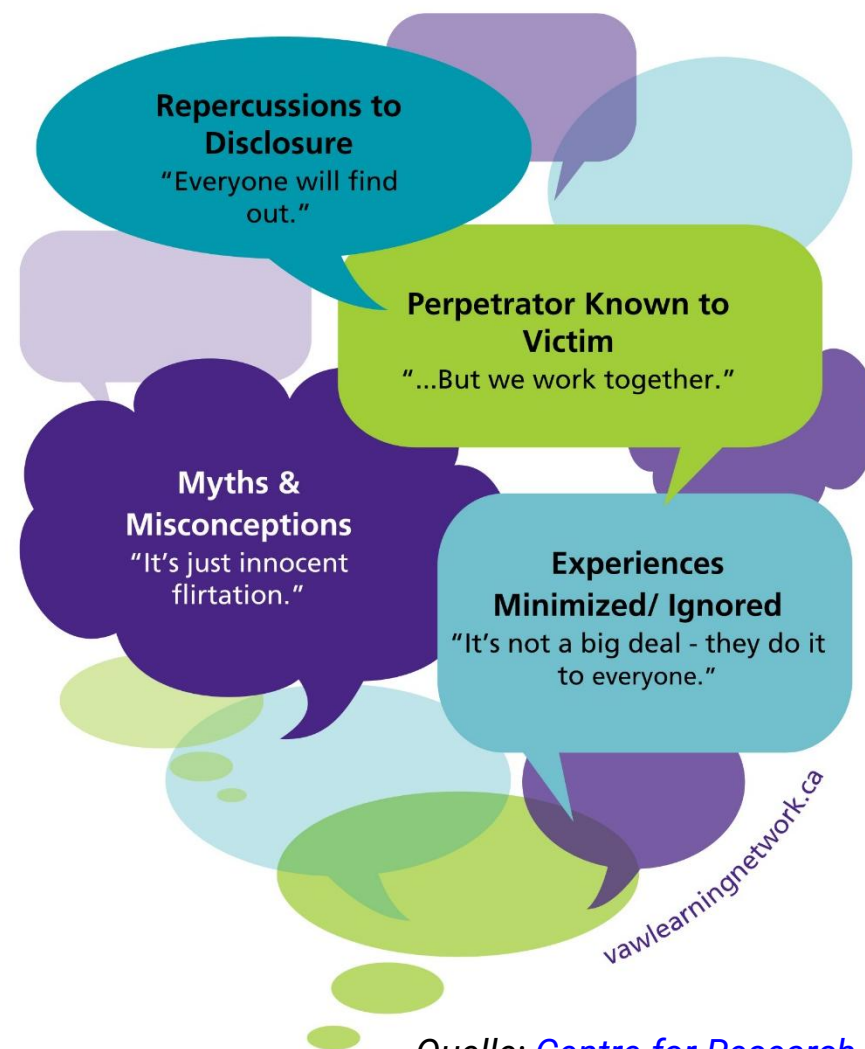 Repercussions to
Disclosure
"Everyone will find
out."
Perpetrator Known to
Victim
"...But we work together."
Myths &
Misconceptions
"It's just innocent
flirtation."
Experiences
Minimized/ Ignored
"It's not a big deal - they do it
to everyone."
vawlearningnetwork.ca
Quelle: Centre for Research